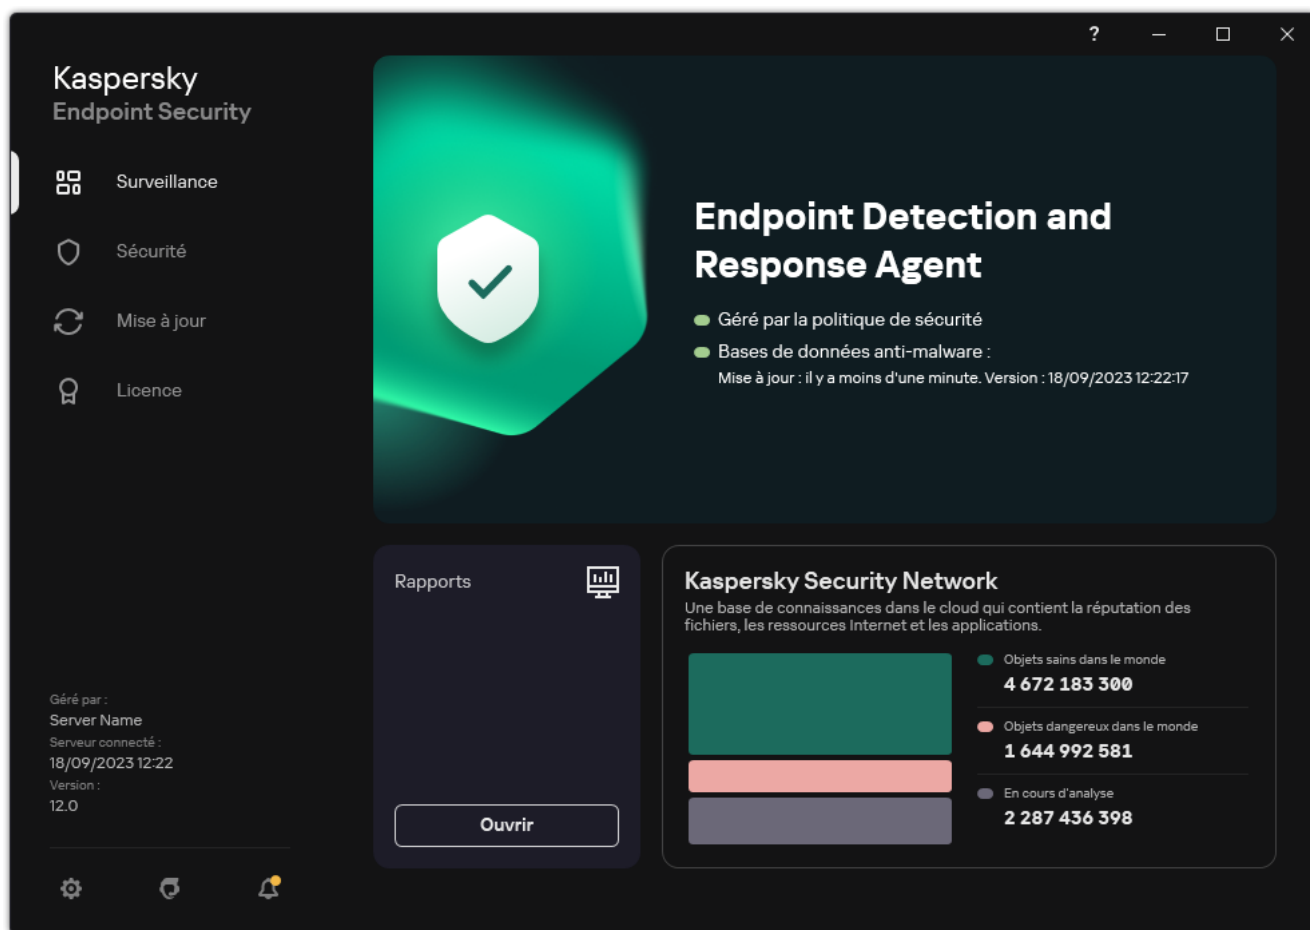 ?
Kaspersky
Endpoint Security
Surveillance
Sécurité
Mise à jour
Licence
Géré par :
Server Name
Serveur connecté :
18/09/2023 12:22
Version :
12.0
Endpoint Detection and
Response Agent
Géré par la politique de sécurité
Bases de données anti-malware :
Mise à jour : il y a moins d'une minute. Version : 18/09/2023 12:22:17
Rapports
Ouvrir
Kaspersky Security Network
Une base de connaissances dans le cloud qui contient la réputation des
fichiers, les ressources Internet et les applications.
Objets sains dans le monde
4 672 183 300
Objets dangereux dans le monde
1 644 992 581
En cours d'analyse
2 287 436 398